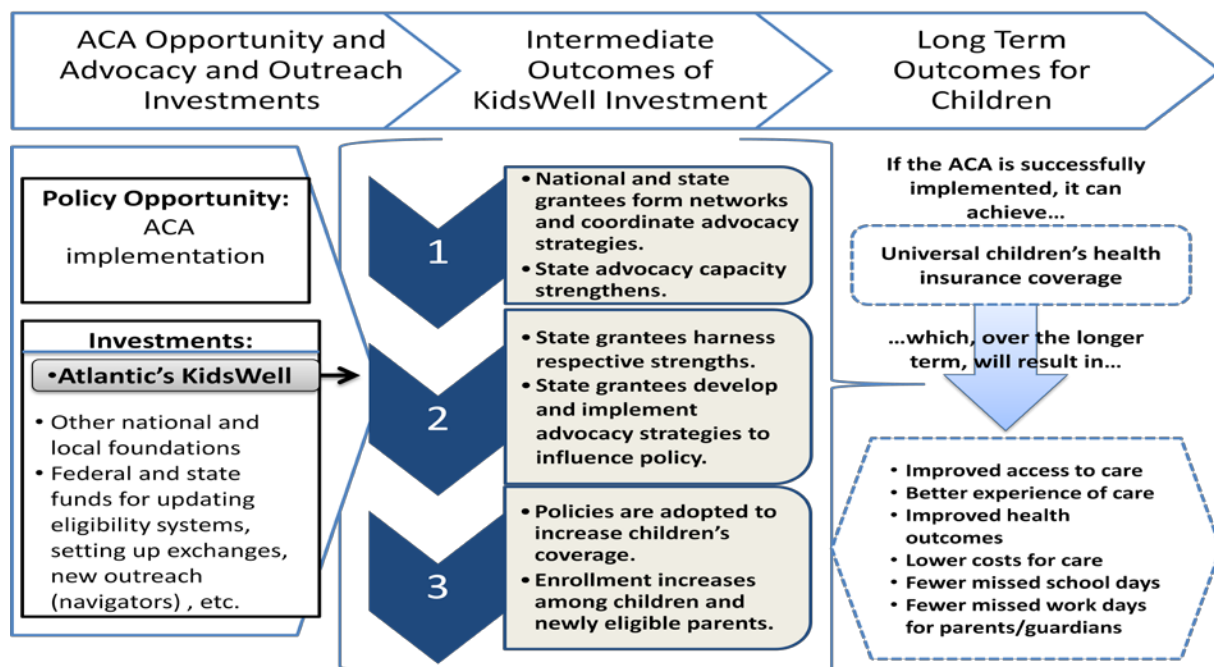 ACA Opportunity and
Advocacy and Outreach
Investments
Intermediate
Outcomes of
KidsWell Investment
Long Term
Outcomes for
Children
Policy Opportunity:
ACA
implementation
Investments:
•Atlantic's KidsWell
• Other national and
local foundations
• Federal and state
funds for updating
eligibility systems,
setting up exchanges,
new outreach
(navigators) , etc.
1
• National and state
grantees form networks
and coordinate advocacy
strategies.
• State advocacy capacity
strengthens.
2
• State grantees harness
respective strengths.
• State grantees develop
and implement
advocacy strategies to
influence policy.
3
• Policies are adopted to
increase children's
coverage.
• Enrollment increases
among children and
newly eligible parents.
If the ACA is successfully
implemented, it can
achieve…
Universal children's health
insurance coverage
…which, over the longer
term, will result in…
• Improved access to care
• Better experience of care
• Improved health
outcomes
• Lower costs for care
• Fewer missed school days
• Fewer missed work days
for parents/guardians